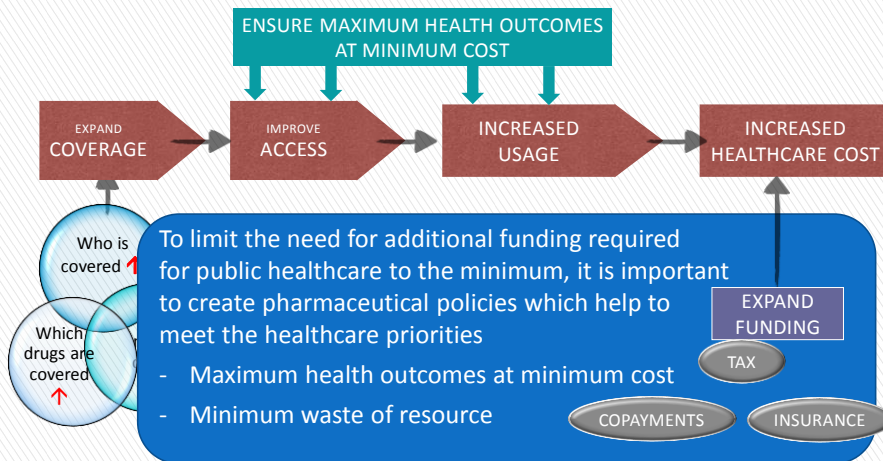 ENSURE MAXIMUM HEALTH OUTCOMES
AT MINIMUM COST
EXPAND
COVERAGE
IMPROVE
ACCESS
INCREASED
USAGE
INCREASED
HEALTHCARE COST
Who is
covered ↑
Which
drugs are
covered
↑
To limit the need for additional funding required
for public healthcare to the minimum, it is important
to create pharmaceutical policies which help to
meet the healthcare priorities
- Maximum health outcomes at minimum cost
- Minimum waste of resource
EXPAND
FUNDING
TAX
COPAYMENTS
INSURANCE